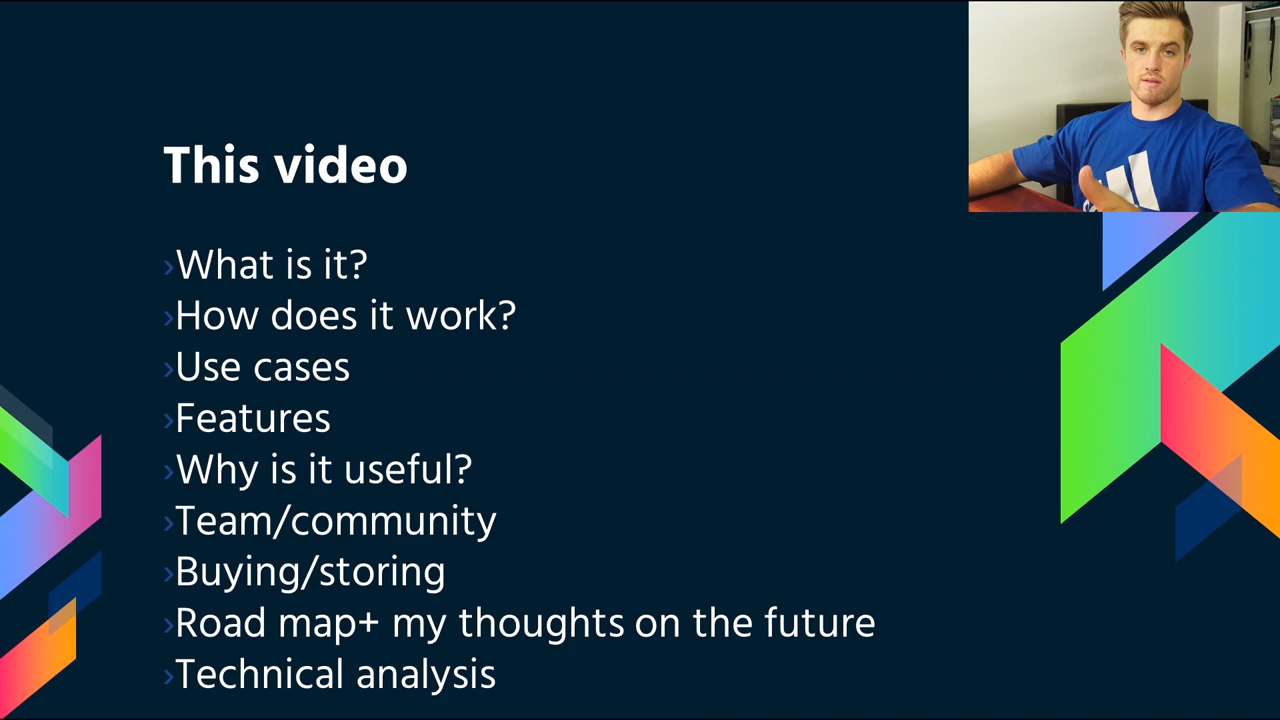 This video
›What is it?
›How does it work?
›Use cases
›Features
›Why is it useful?
›Team/community
›Buying/storing
›Road map+ my thoughts on the future
›Technical analysis